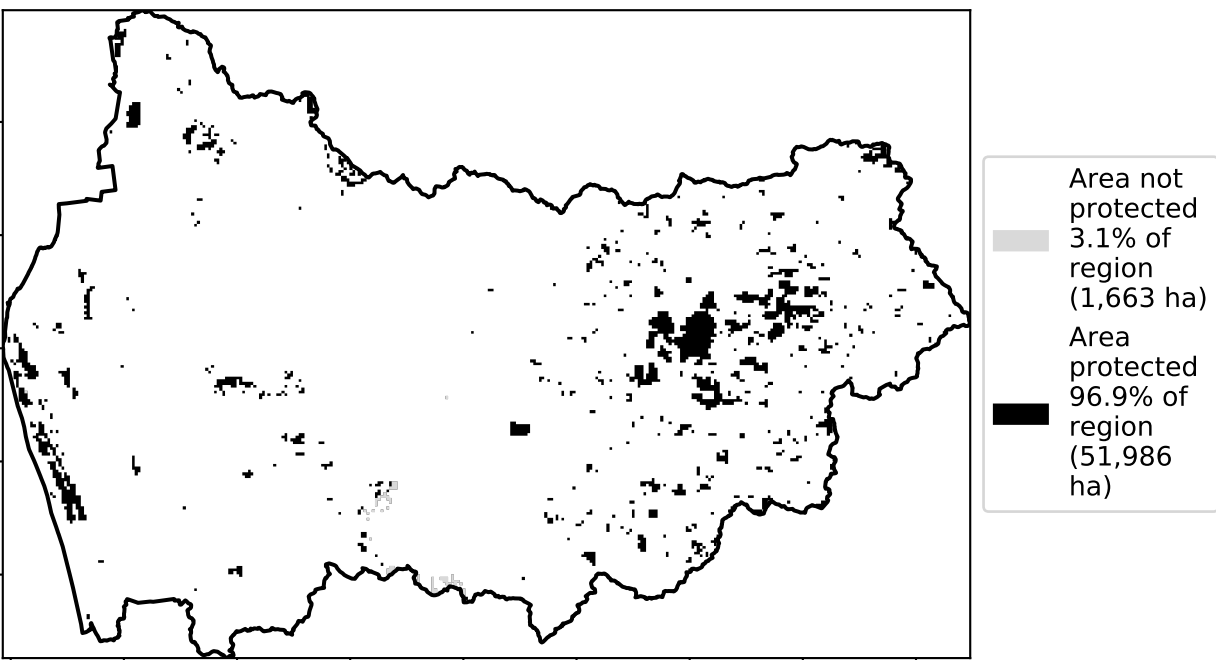 Area not
protected
3.1% of
region
(1,663 ha)
Area
protected
96.9% of
region
(51,986
ha)